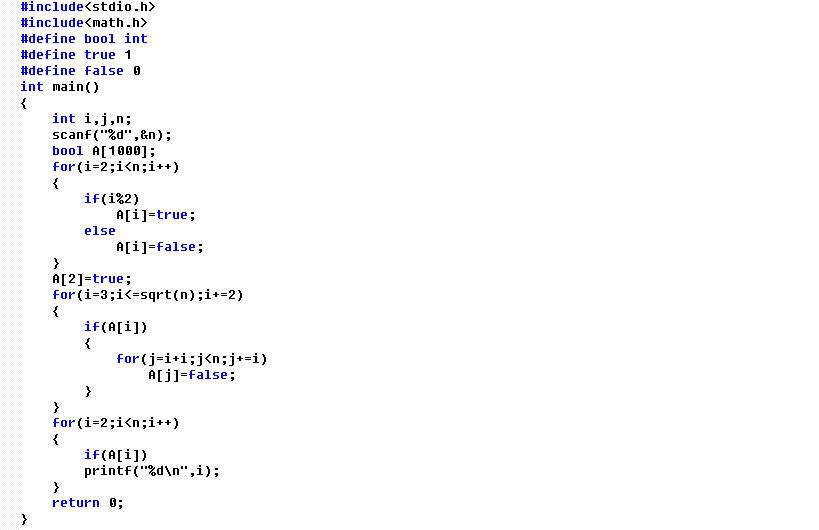 #include<stdio.h>
#include<math.h>
#define bool int
#define true 1
#define false 0
int main()
{
    int i,j,n;
    scanf("%d",&n);
    bool A[1000];
    for(i=2;i<n;i++)
    {
        if(i%2)
            A[i]=true;
        else
            A[i]=false;
    }
    A[2]=true;
    for(i=3;i<=sqrt(n);i+=2)
    {
        if(A[i])
        {
            for(j=i+i;j<n;j+=i)
                A[j]=false;
        }
    }
    for(i=2;i<n;i++)
    {
        if(A[i])
        printf("%d\n",i);
    }
    return 0;
}